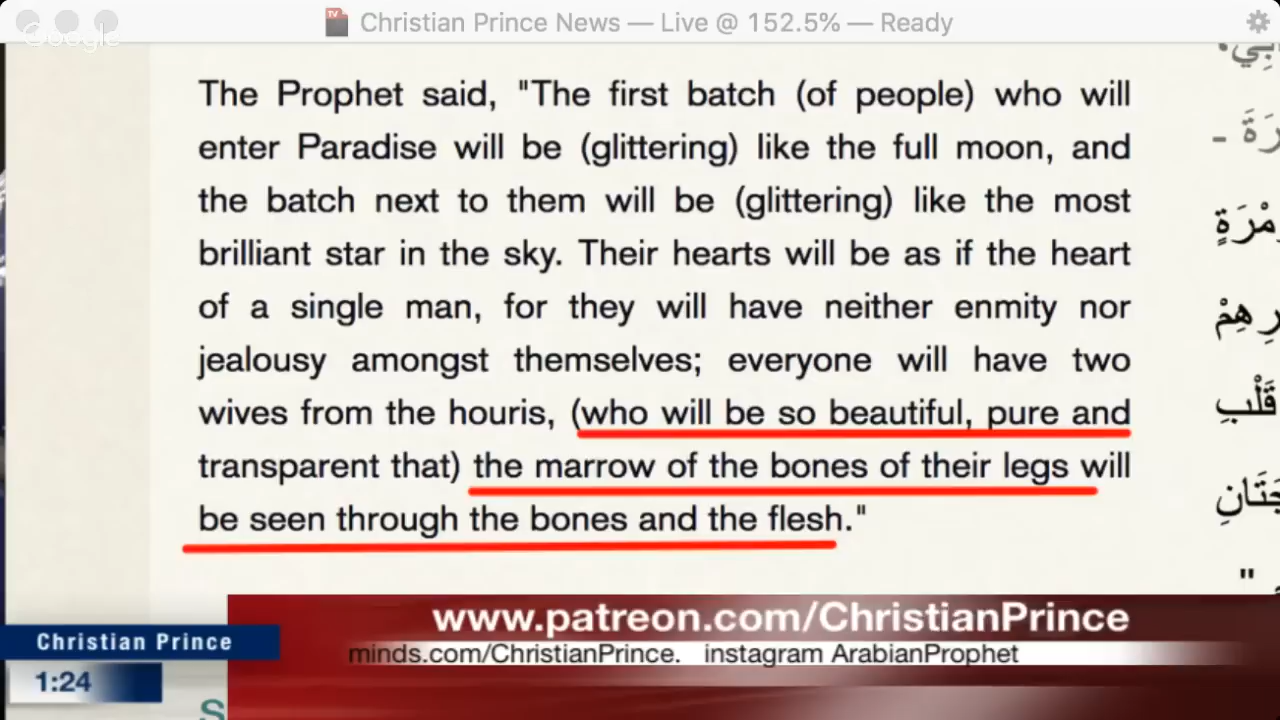 Christian Prince News — Live @ 152.5% — Ready
Google
The Prophet said, "The first batch (of people) who will
enter Paradise will be (glittering) like the full moon, and
the batch next to them will be (glittering) like the most
brilliant star in the sky. Their hearts will be as if the heart
of a single man, for they will have neither enmity nor
jealousy amongst themselves; everyone will have two
wives from the houris, (who will be so beautiful, pure and
transparent that) the marrow of the bones of their legs will
be seen through the bones and the flesh."
قَلْبِ
"
www.patreon.com/ChristianPrince
Christian Prince
minds.com/ChristianPrince. instagram ArabianProphet
1:24